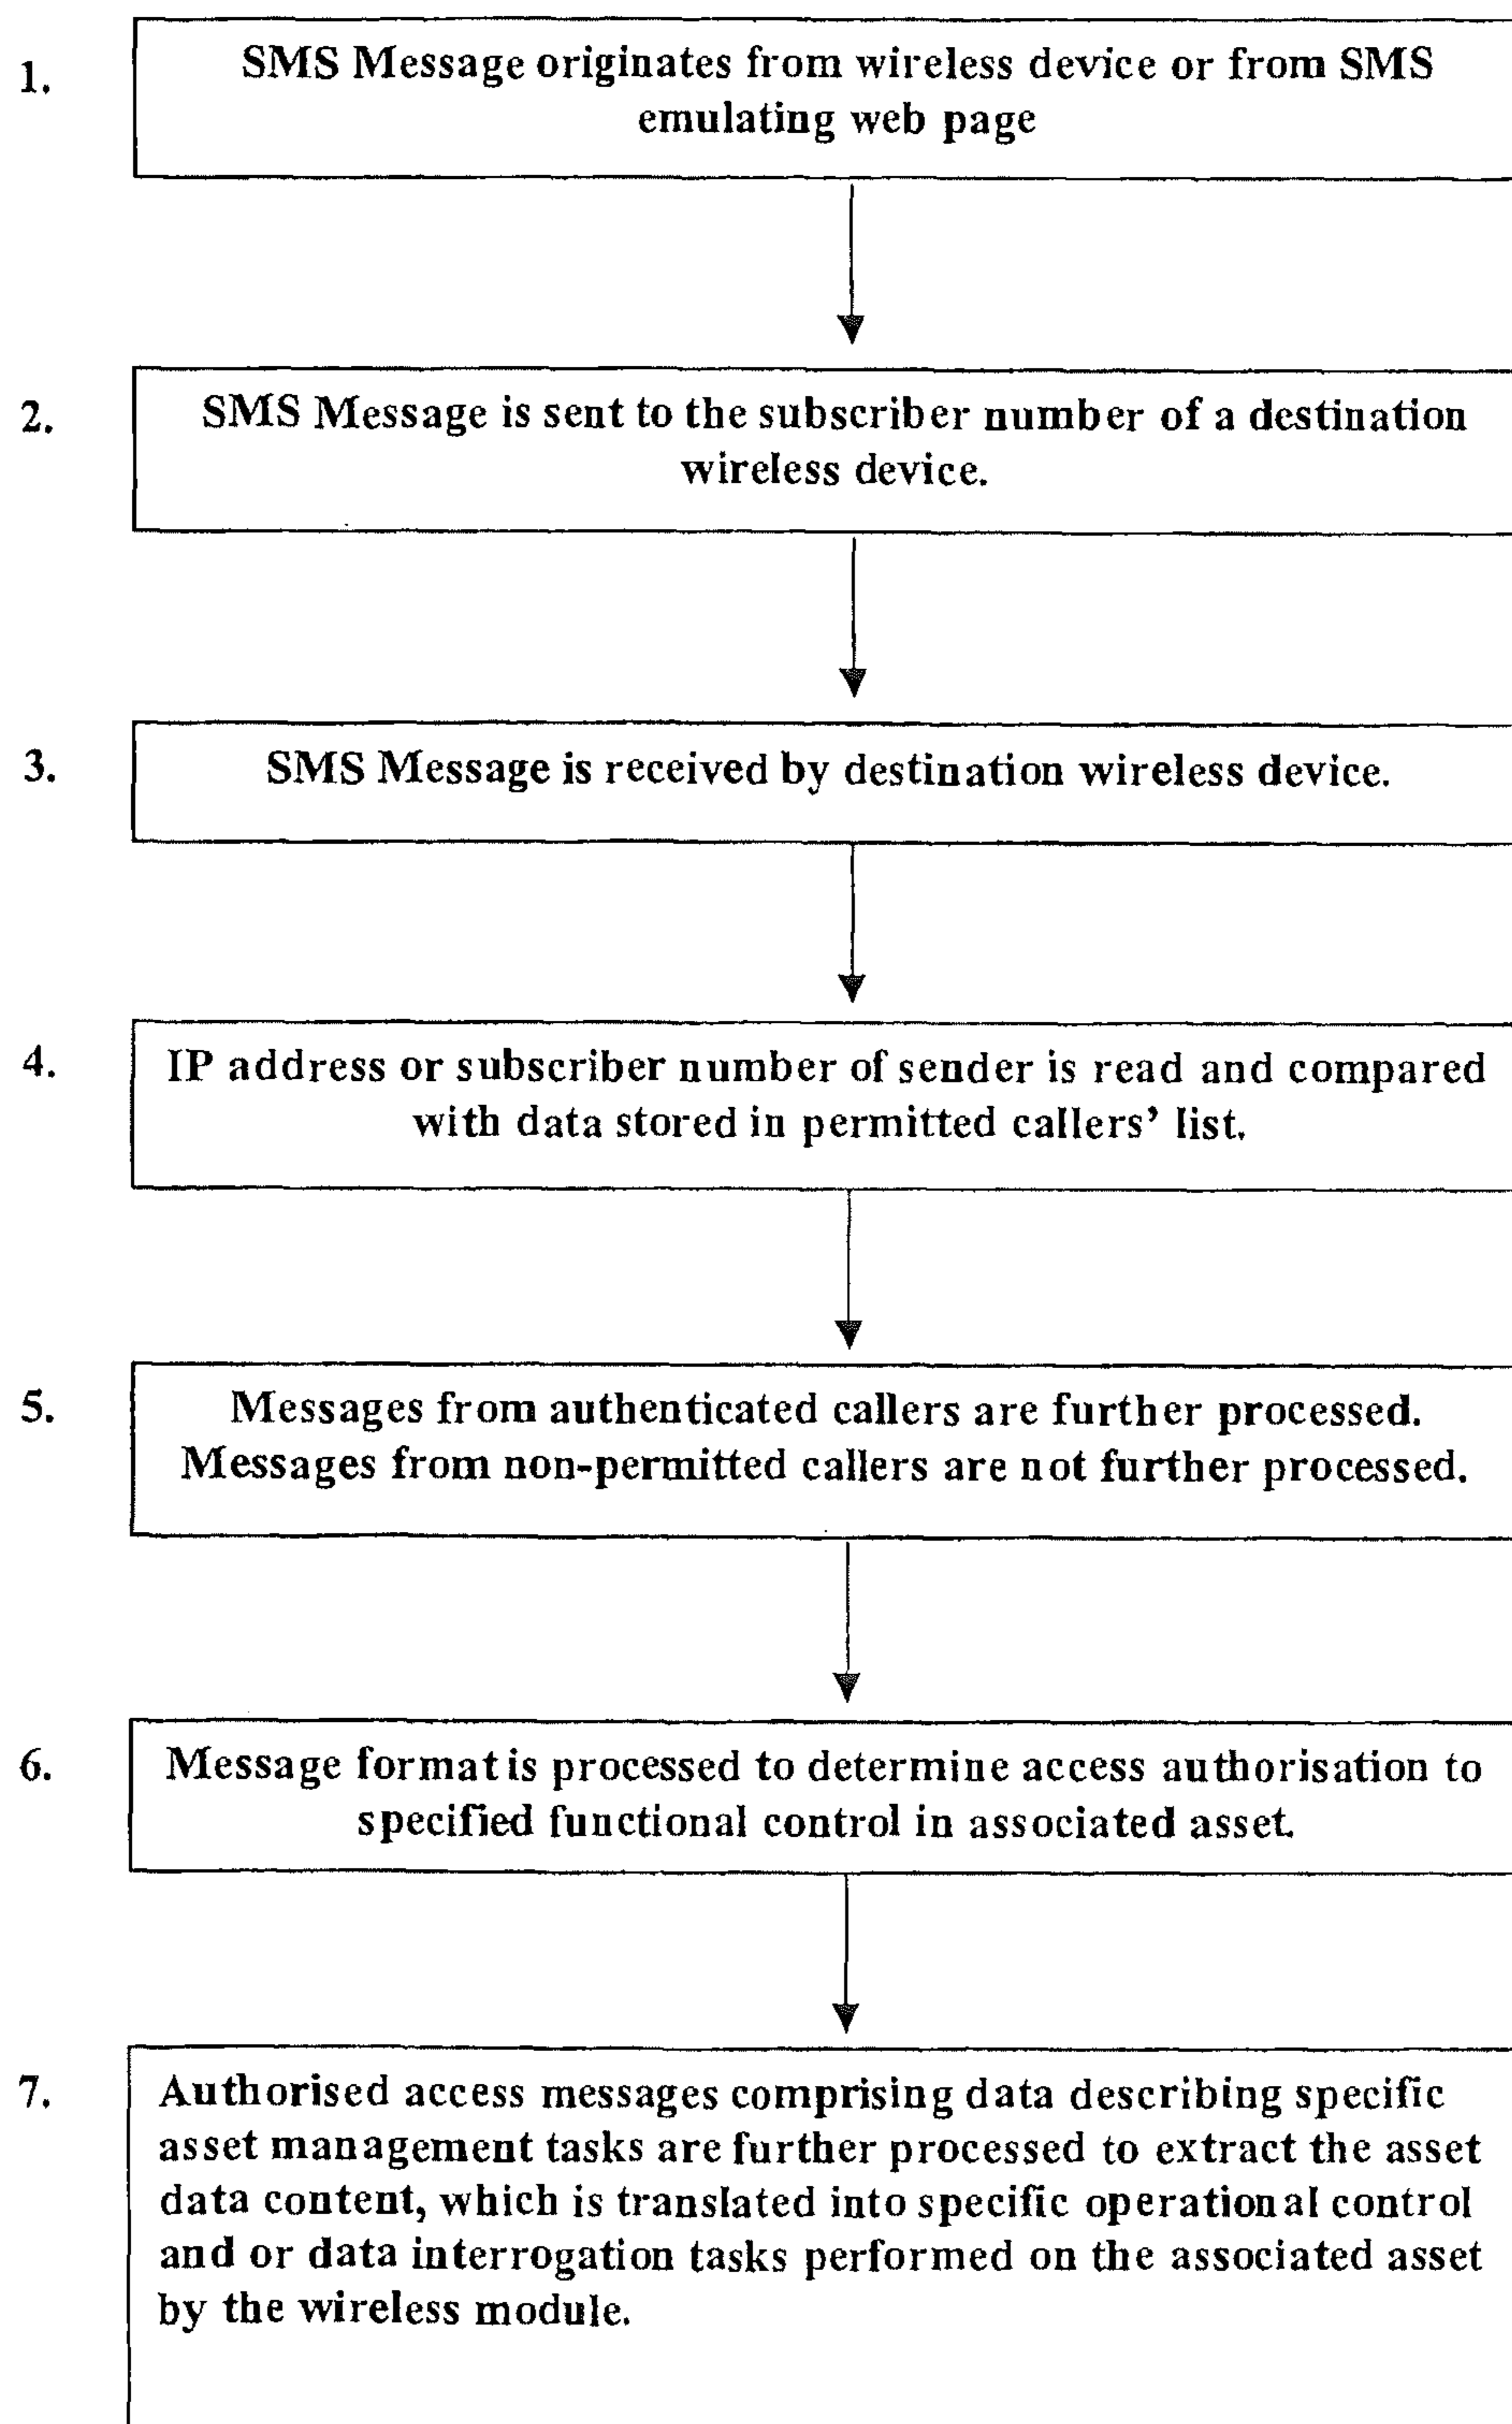 1. SMS Message originates from wireless device or from SMS
emulating web page
2. SMS Message is sent to the subscriber number of a destination
wireless device.
3. SMS Message is received by destination wireless device.
4. IP address or subscriber number of sender is read and compared
with data stored in permitted callers' list.
5. Messages from authenticated callers are further processed.
Messages from non-permitted callers are not further processed.
6. Message format is processed to determine access authorisation to
specified functional control in associated asset.
7. Authorised access messages comprising data describing specific
asset management tasks are further processed to extract the asset
data content, which is translated into specific operational control
and or data interrogation tasks performed on the associated asset
by the wireless module.